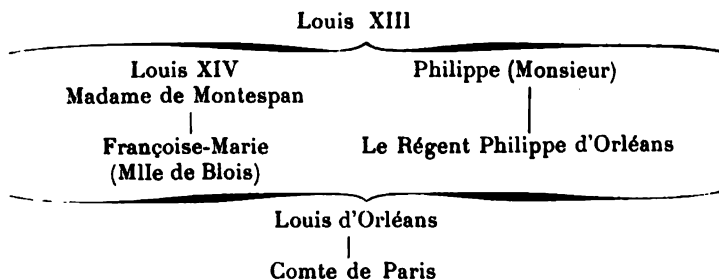 Louis XIII
Louis XIV
Madame de Montespan
Philippe (Monsieur)
Françoise-Marie
(Mlle de Blois)
Le Régent Philippe d'Orléans
Louis d'Orléans
Comte de Paris